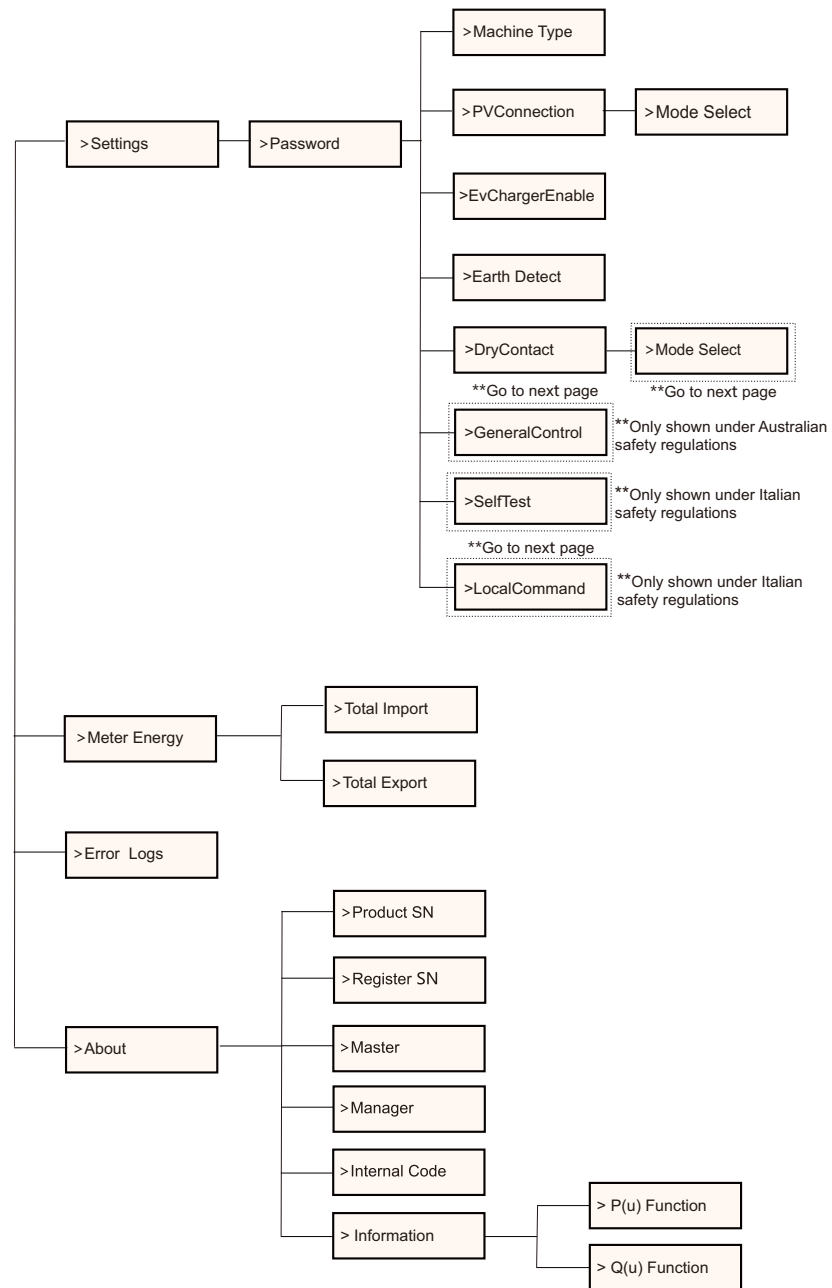 >Machine Type
>PVConnection
>Mode Select
>Settings
>Password
>EvChargerEnable
>Earth Detect
>DryContact
>Mode Select
**Go to next page
**Go to next page
>GeneralControl
**Only shown under Australian
safety regulations
>SelfTest
**Only shown under Italian
safety regulations
**Go to next page
>LocalCommand
**Only shown under Italian
safety regulations
>Total Import
>Meter Energy
>Total Export
>Error Logs
>Product SN
>Register SN
>About
>Master
>Manager
>Internal Code
> Information
> P(u) Function
> Q(u) Function